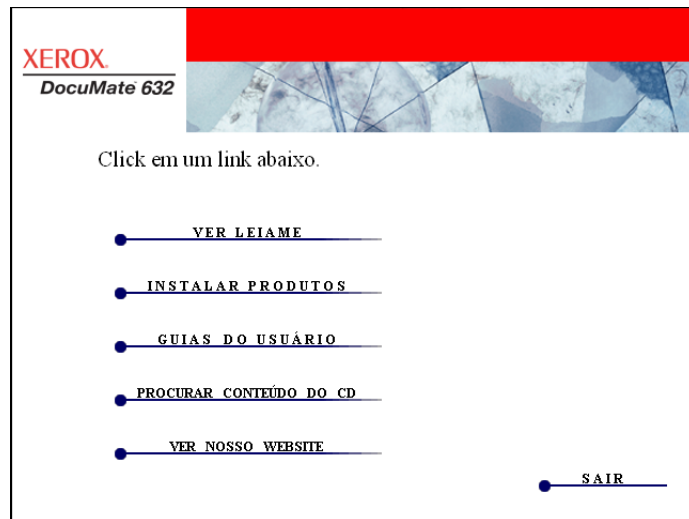 XEROX.
DocuMate 632
Click em um link abaixo.
VER LEIAME
INSTALAR PRODUTOS
GUIAS DO USUÁRIO
PROCURAR CONTEÚDO DO CD
VER NOSSO WEBSITE
SAIR